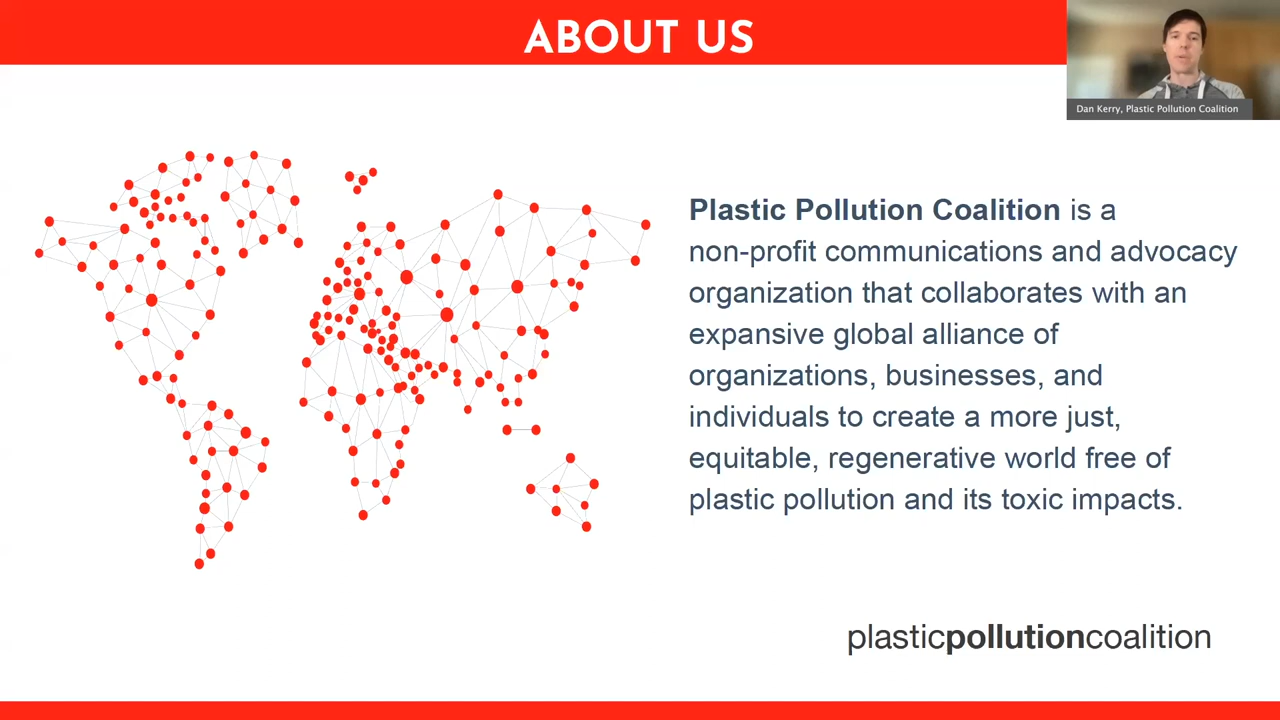 ABOUT US
Dan Kerry, Plastic Pollution Coalition
Plastic Pollution Coalition is a
non-profit communications and advocacy
organization that collaborates with an
expansive global alliance of
organizations, businesses, and
individuals to create a more just,
equitable, regenerative world free of
plastic pollution and its toxic impacts.
plasticpollutioncoalition